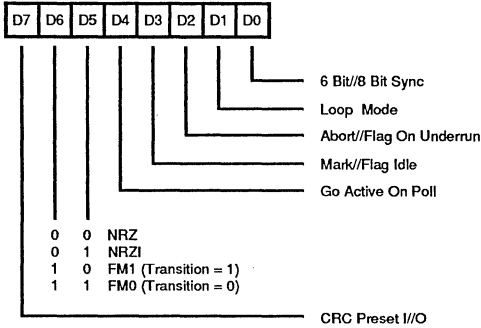 D7 D6 D5 D4 D3 D2 D1 D0
6 Bit//8 Bit Sync
Loop Mode
Abort//Flag On Underrun
Mark//Flag Idle
Go Active On Poll
0 0 NRZ
0 1 NRZI
1 0 FM1 (Transition = 1)
1 1 FM0 (Transition = 0)
CRC Preset I//O